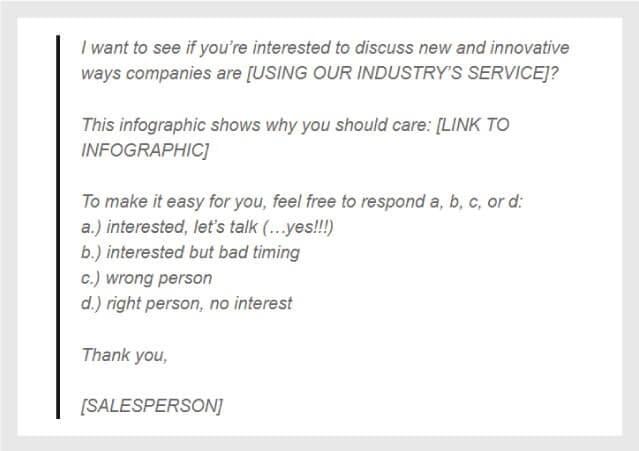 I want to see if you’re interested to discuss new and innovative
ways companies are [USING OUR INDUSTRY’S SERVICE]?
This infographic shows why you should care: [LINK TO
INFOGRAPHIC]
To make it easy for you, feel free to respond a, b, c, or d:
a.) interested, let’s talk (…yes!!!)
b.) interested but bad timing
c.) wrong person
d.) right person, no interest
Thank you,
[SALESPERSON]